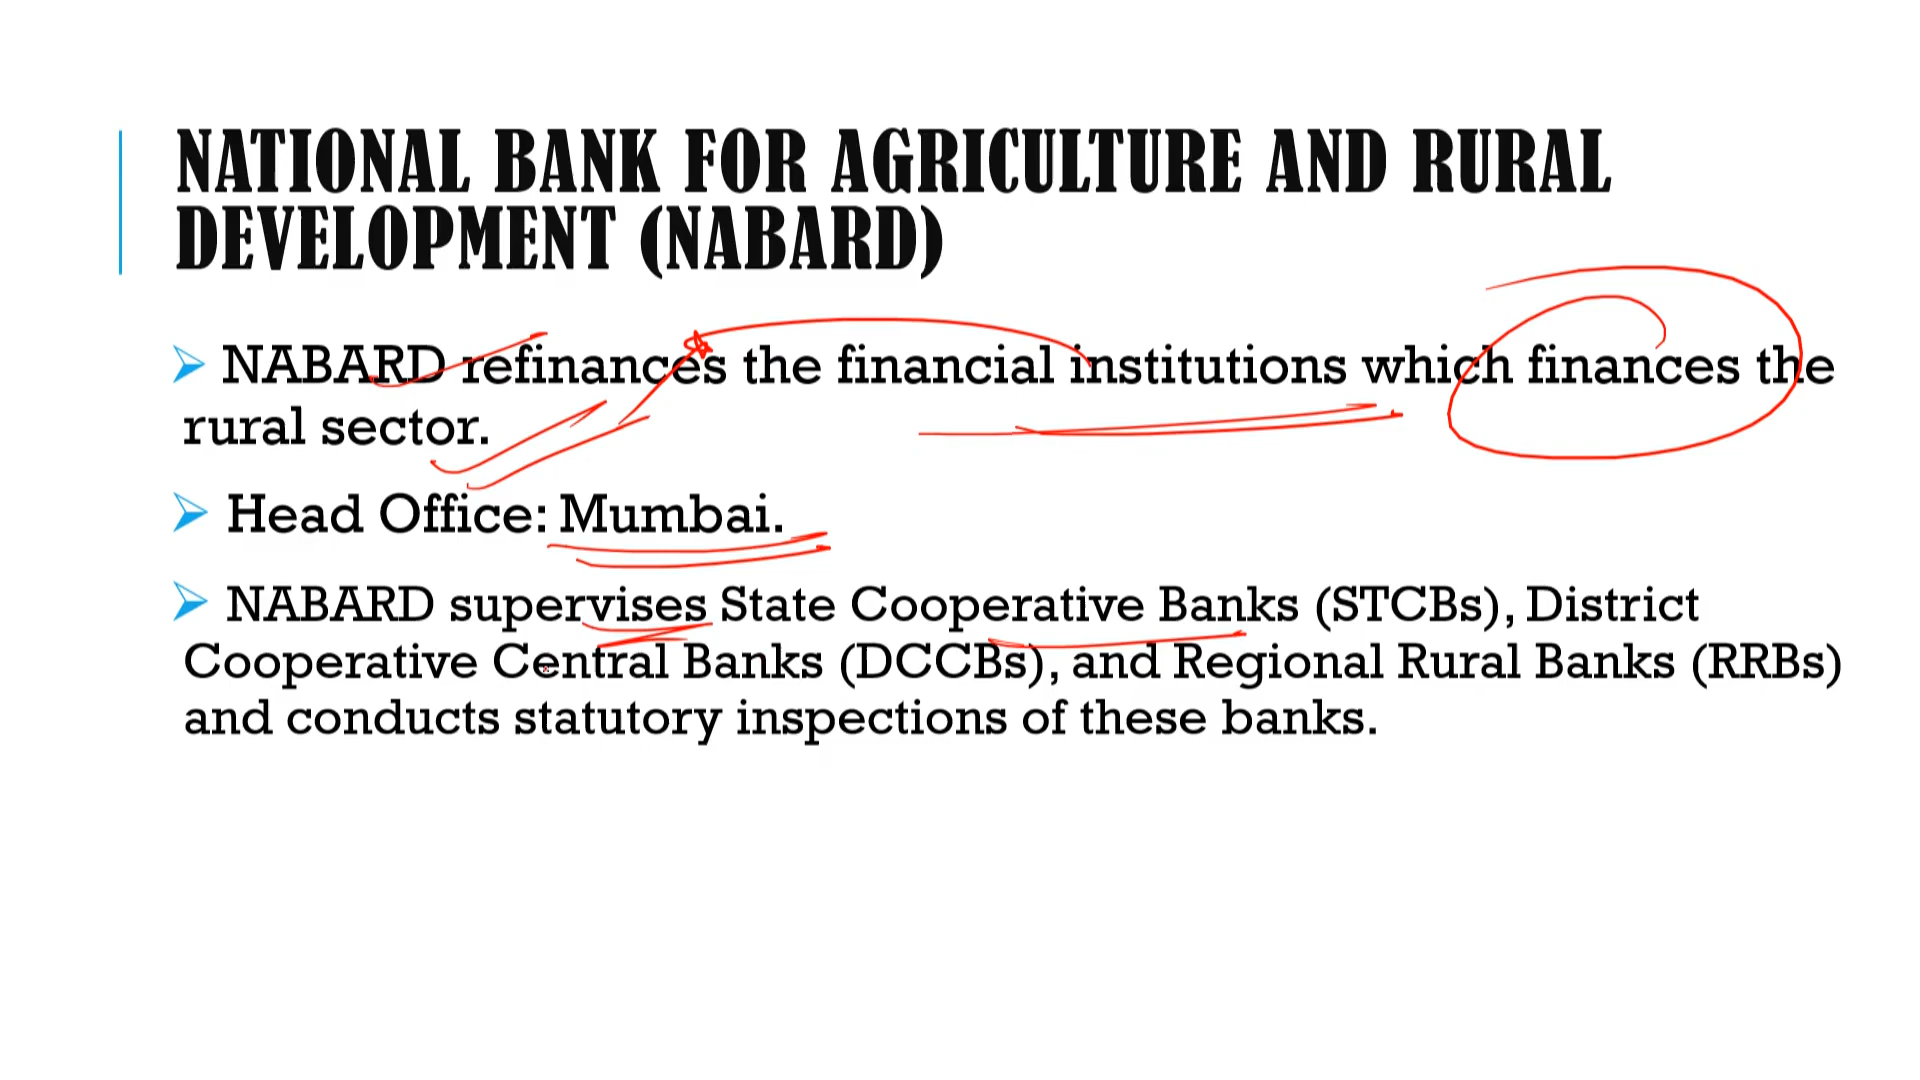 NATIONAL BANK FOR AGRICULTURE AND RURAL
DEVELOPMENT (NABARD)
NABARD refinances the financial institutions which finances the
rural sector.
Head Office: Mumbai.
NABARD supervises State Cooperative Banks (STCBs), District
Cooperative Central Banks (DCCBs), and Regional Rural Banks (RRBs)
and conducts statutory inspections of these banks.